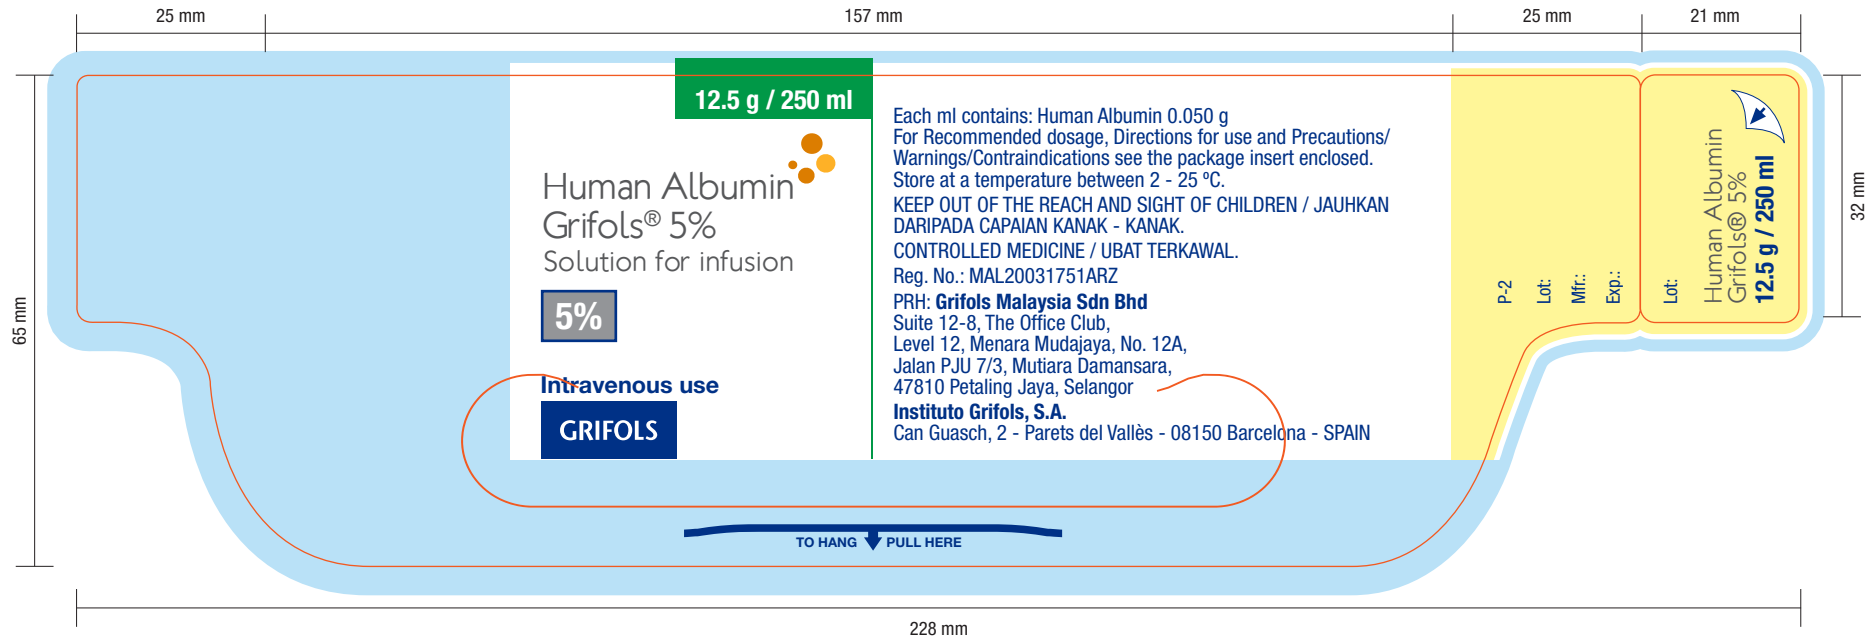 25 mm
157 mm
25 mm
21 mm
65 mm
12.5 g / 250 ml
Human Albumin
Grifols® 5%
Solution for infusion
5%
Intravenous use
GRIFOLS
Each ml contains: Human Albumin 0.050 g
For Recommended dosage, Directions for use and Precautions/
Warnings/Contraindications see the package insert enclosed.
Store at a temperature between 2 - 25 ºC.
KEEP OUT OF THE REACH AND SIGHT OF CHILDREN / JAUHKAN
DARIPADA CAPAIAN KANAK - KANAK.
CONTROLLED MEDICINE / UBAT TERKAWAL.
Reg. No.: MAL20031751ARZ
PRH: Grifols Malaysia Sdn Bhd
Suite 12-8, The Office Club,
Level 12, Menara Mudajaya, No. 12A,
Jalan PJU 7/3, Mutiara Damansara,
47810 Petaling Jaya, Selangor
Instituto Grifols, S.A.
Can Guasch, 2 - Parets del Vallès - 08150 Barcelona - SPAIN
P-2
Lot:
Mfr.:
Exp.:
Lot:
Human Albumin
Grifols® 5%
12.5 g / 250 ml
32 mm
TO HANG PULL HERE
228 mm